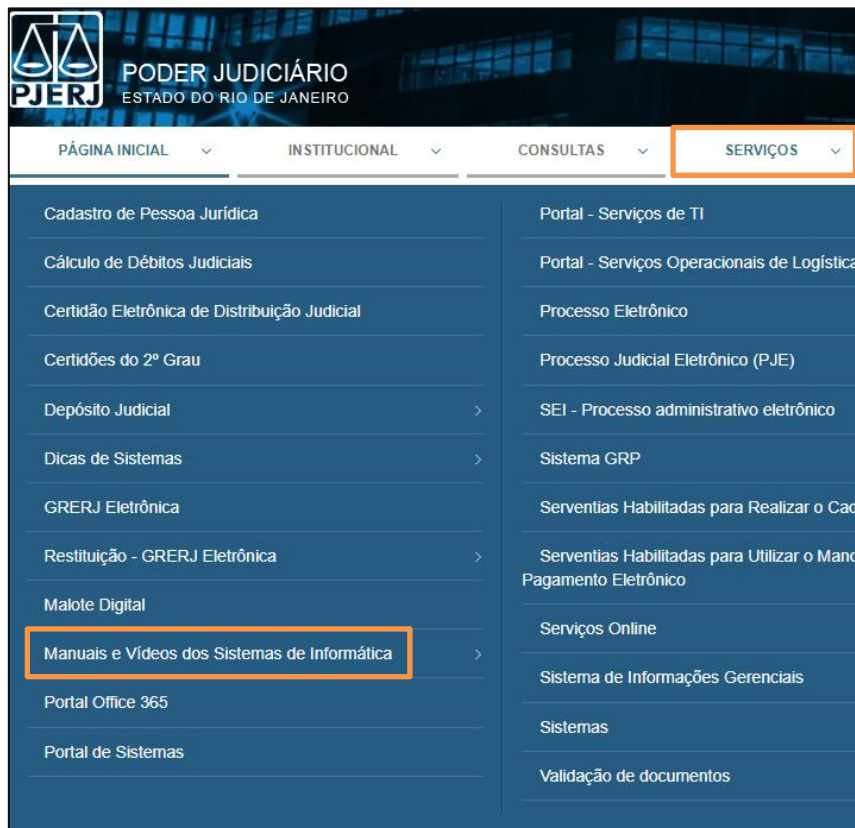 PJERJ
PODER JUDICIÁRIO
ESTADO DO RIO DE JANEIRO
PÁGINA INICIAL
INSTITUCIONAL
CONSULTAS
SERVIÇOS
Cadastro de Pessoa Jurídica
Cálculo de Débitos Judiciais
Certidão Eletrônica de Distribuição Judicial
Certidões do 2º Grau
Depósito Judicial
Dicas de Sistemas
GRERJ Eletrônica
Restituição - GRERJ Eletrônica
Malote Digital
Manuais e Vídeos dos Sistemas de Informática
Portal Office 365
Portal de Sistemas
Portal - Serviços de TI
Portal - Serviços Operacionais de Logística
Processo Eletrônico
Processo Judicial Eletrônico (PJE)
SEI - Processo administrativo eletrônico
Sistema GRP
Serventias Habilitadas para Realizar o Cad
Serventias Habilitadas para Utilizar o Mand
Pagamento Eletrônico
Serviços Online
Sistema de Informações Gerenciais
Sistemas
Validação de documentos